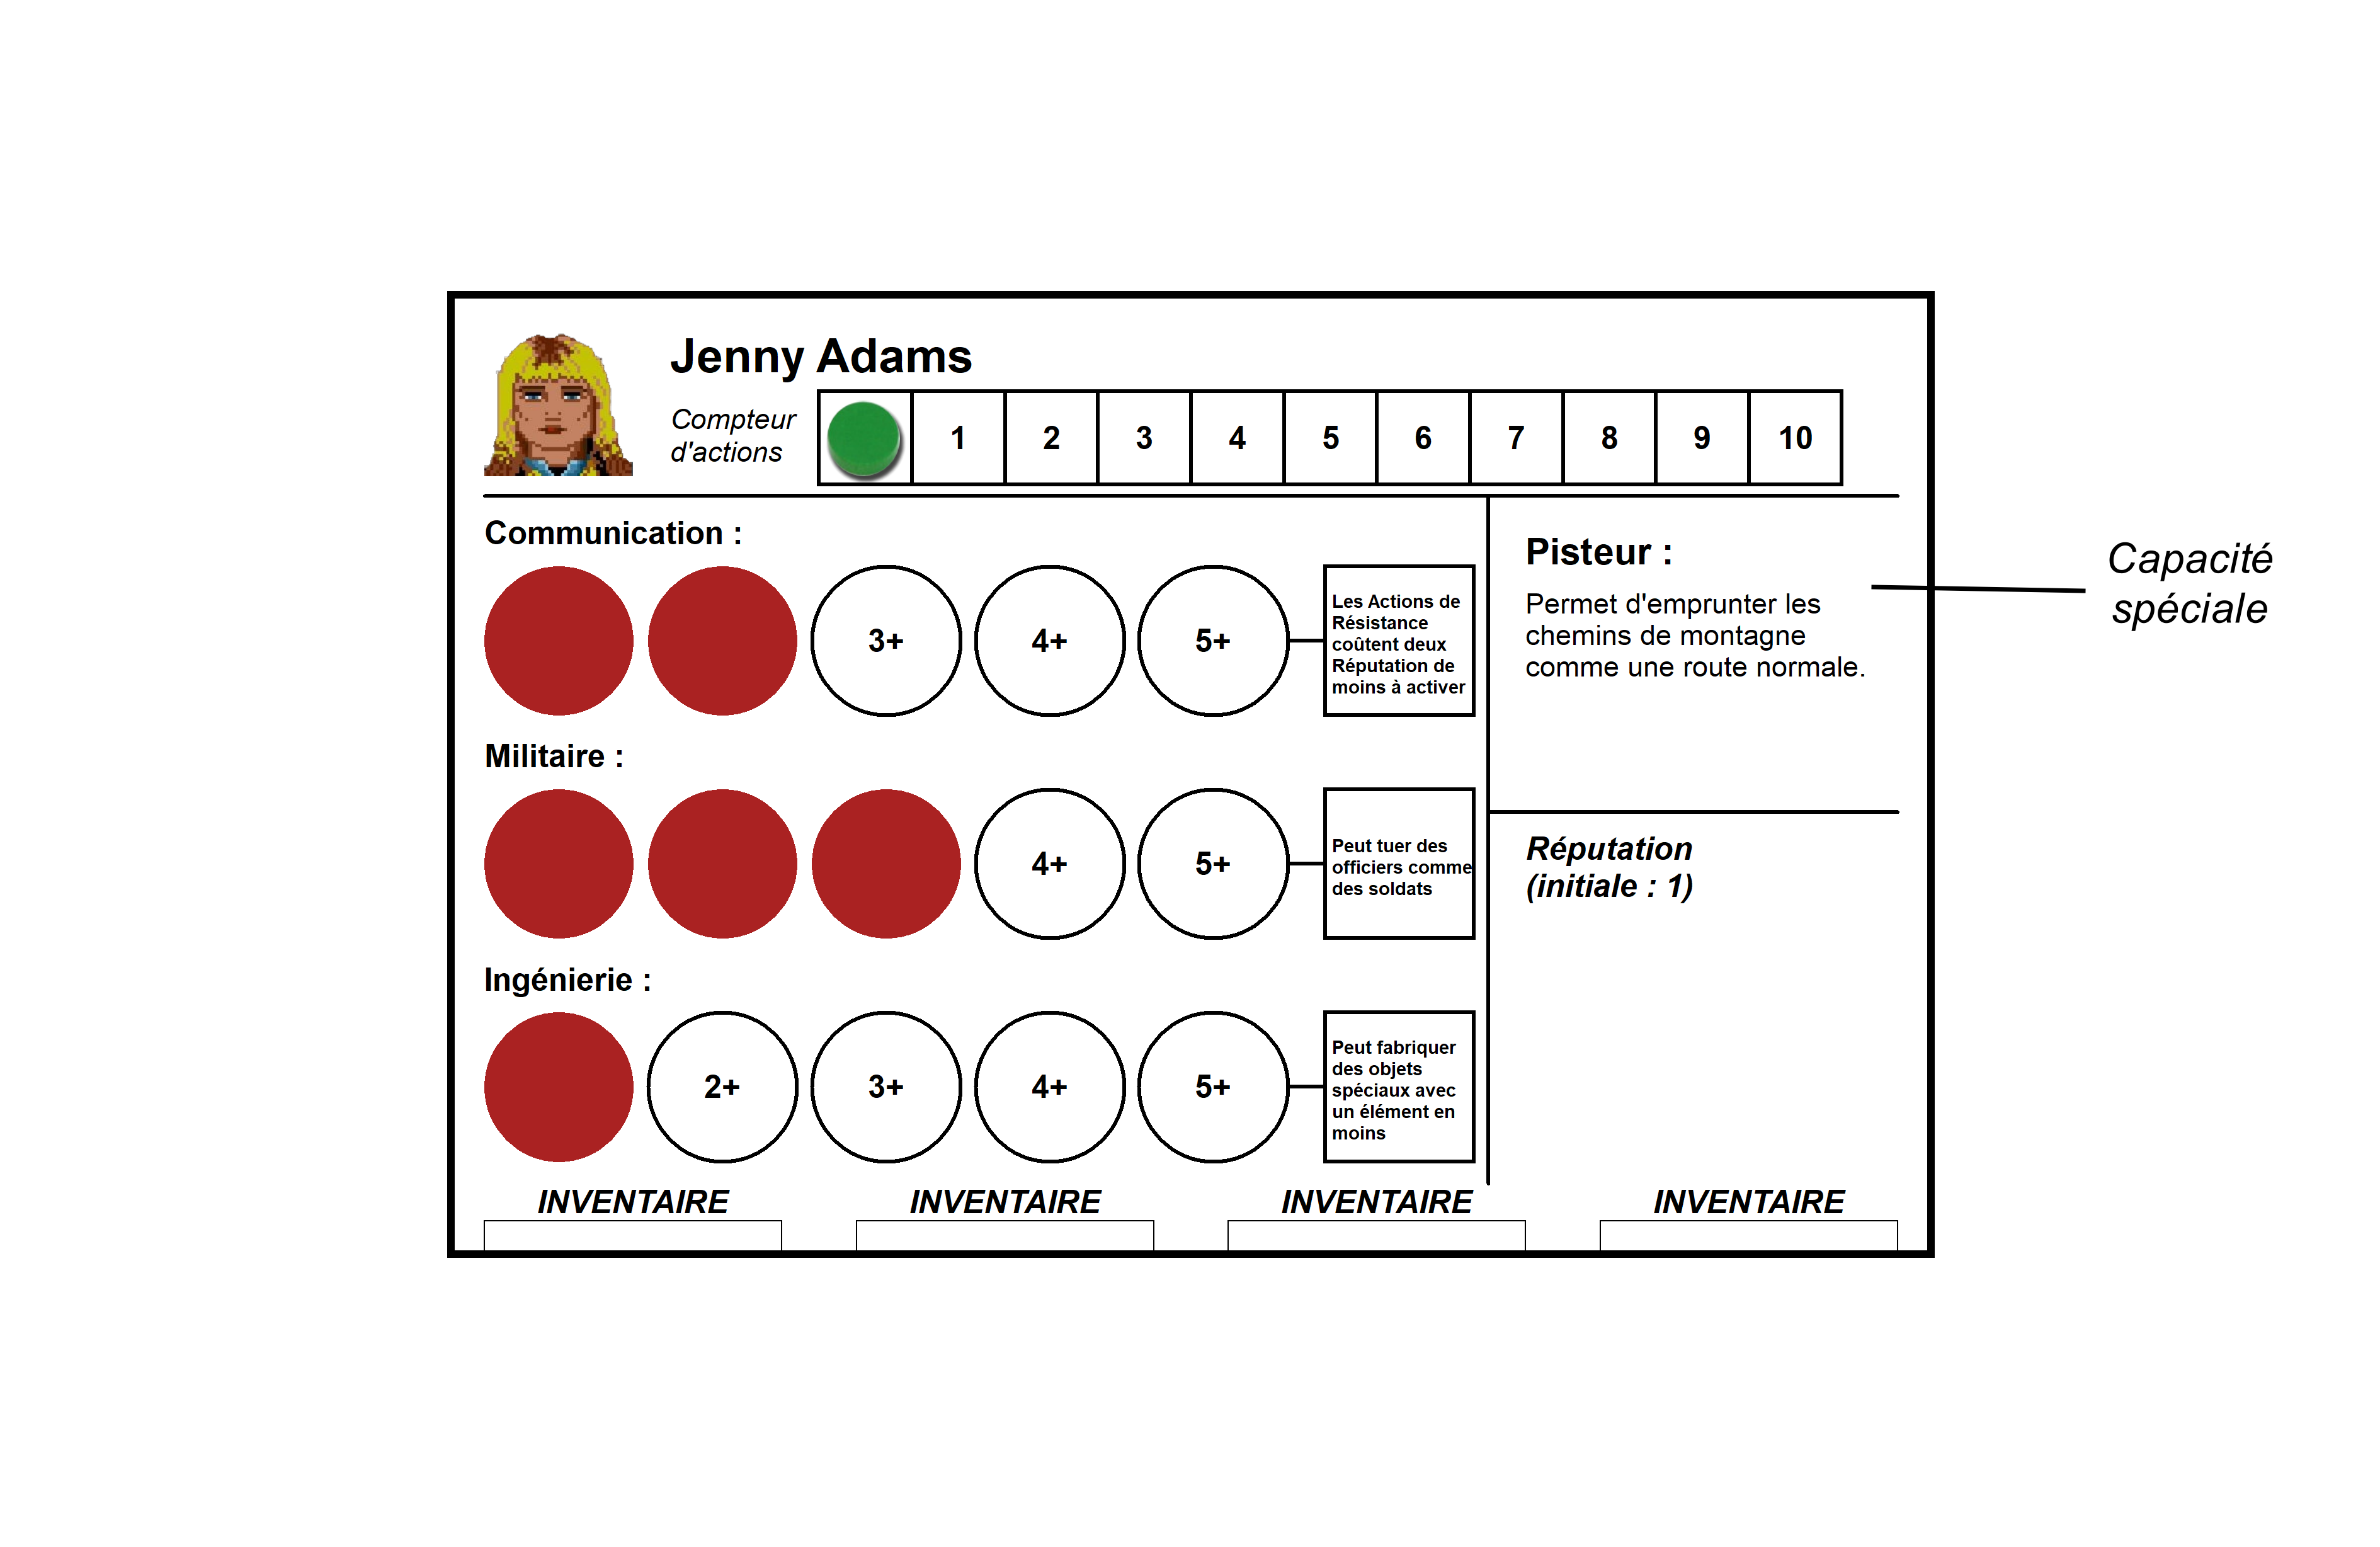 Jenny Adams
Compteur
d'actions
1 2 3 4 5 6 7 8 9 10
Communication :
3+ 4+ 5+
Les Actions de
Résistance
coûtent deux
Réputation de
moins à activer
Militaire :
4+ 5+
Peut tuer des
officiers comme
des soldats
Ingénierie :
2+ 3+ 4+ 5+
Peut fabriquer
des objets
spéciaux avec
un élément en
moins
Pisteur :
Permet d'emprunter les
chemins de montagne
comme une route normale.
Capacité
spéciale
Réputation
(initiale : 1)
INVENTAIRE INVENTAIRE INVENTAIRE INVENTAIRE